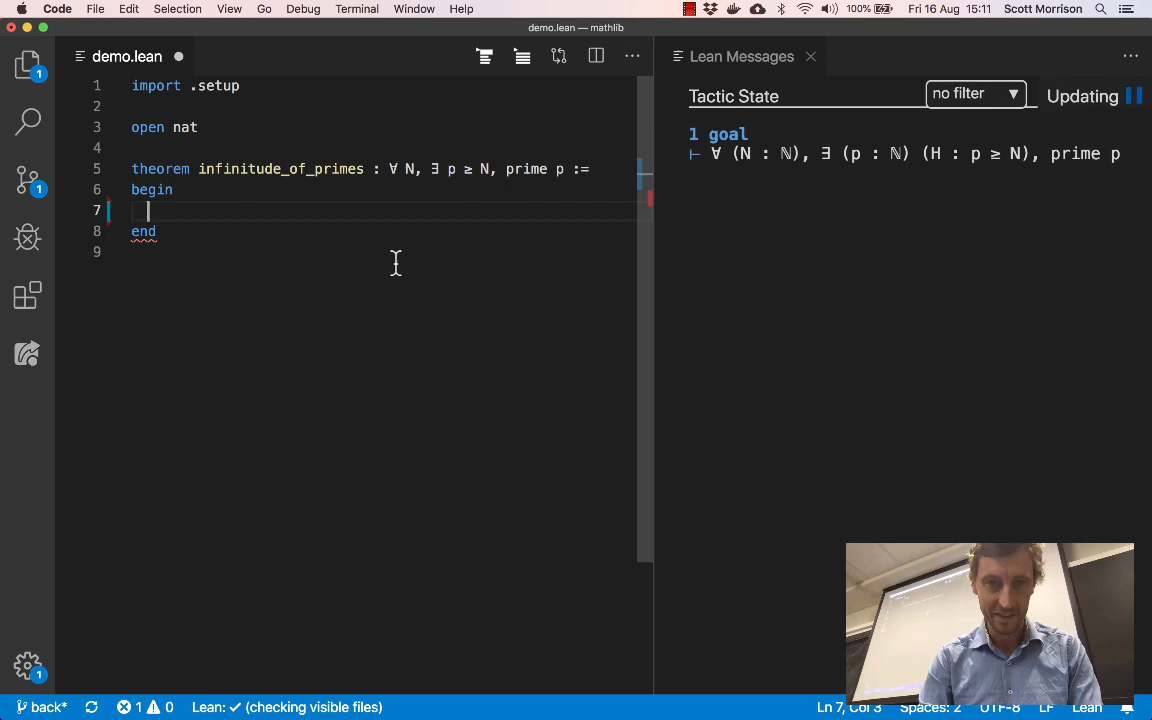 Code File Edit Selection View Go Debug Terminal Window Help 100% Fri 16 Aug 15:11 Scott Morrison
demo.lean — mathlib
demo.lean
Lean Messages
1 import .setup
2
3 open nat
4
5 theorem infinitude_of_primes : ∀ N, ∃ p ≥ N, prime p :=
6 begin
7
8 end
9
Tactic State no filter ▼ Updating
1 goal
⊢ ∀ (N : ℕ), ∃ (p : ℕ) (H : p ≥ N), prime p
1
1
1
back* 1 0 Lean: ✓ (checking visible files) Ln 7, Col 3 Spaces: 2 UTF-8 LF Lean